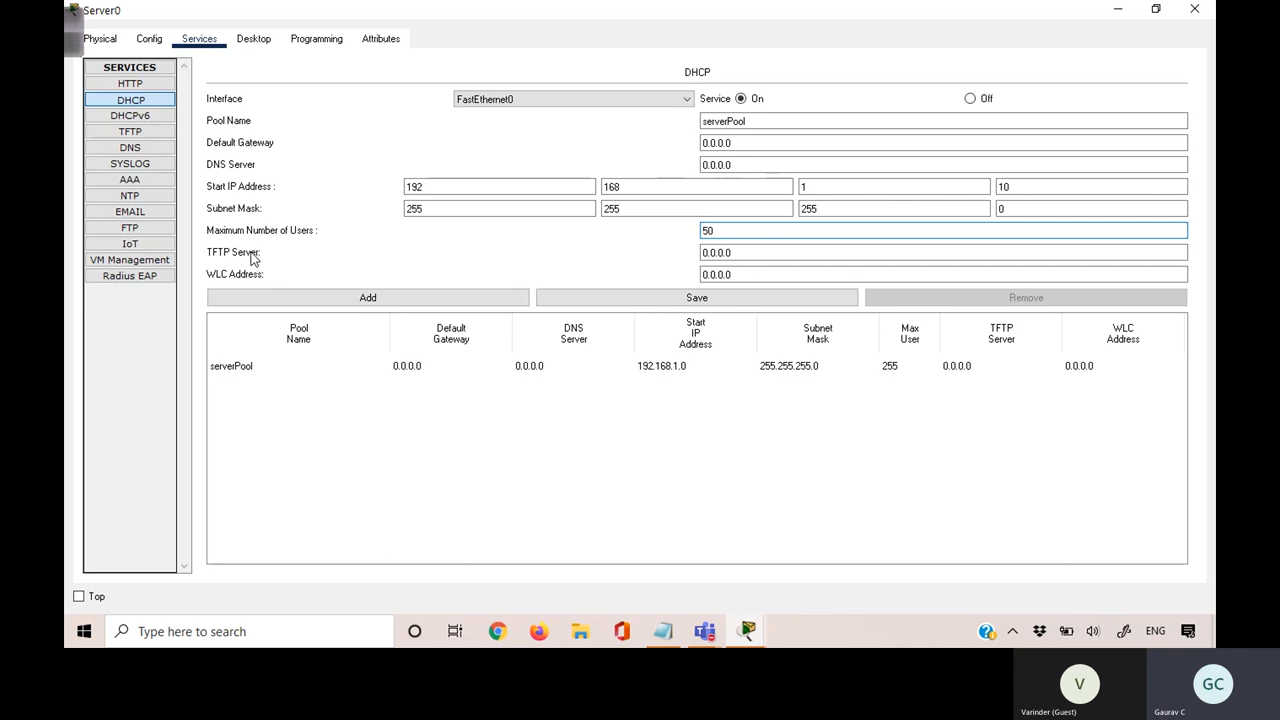 Server0
Physical Config Services Desktop Programming Attributes
SERVICES
HTTP
DHCP
DHCPv6
TFTP
DNS
SYSLOG
AAA
NTP
EMAIL
FTP
IoT
VM Management
Radius EAP
DHCP
Interface FastEthernet0 Service On Off
Pool Name serverPool
Default Gateway 0.0.0.0
DNS Server 0.0.0.0
Start IP Address : 192 168 1 10
Subnet Mask: 255 255 255 0
Maximum Number of Users : 50
TFTP Server: 0.0.0.0
WLC Address: 0.0.0.0
Add Save Remove
Pool Name Default Gateway DNS Server Start IP Address Subnet Mask Max User TFTP Server WLC Address
serverPool 0.0.0.0 0.0.0.0 192.168.1.0 255.255.255.0 255 0.0.0.0 0.0.0.0
Top
Type here to search
ENG
V GC
Varinder (Guest) Gaurav C